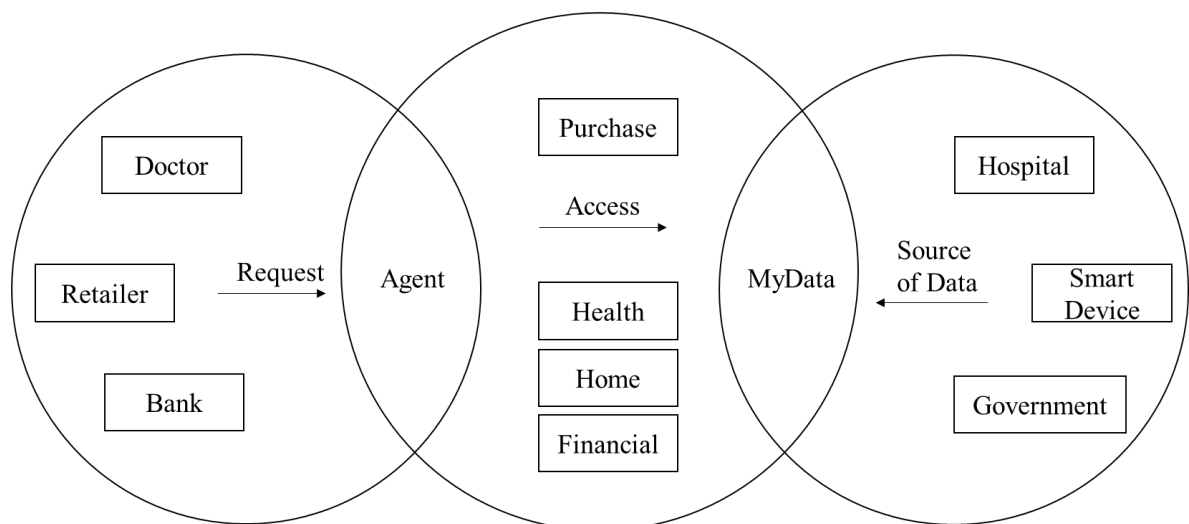 Doctor
Retailer
Bank
Request
Agent
Purchase
Access
Health
Home
Financial
MyData
Source
of Data
Hospital
Smart
Device
Government